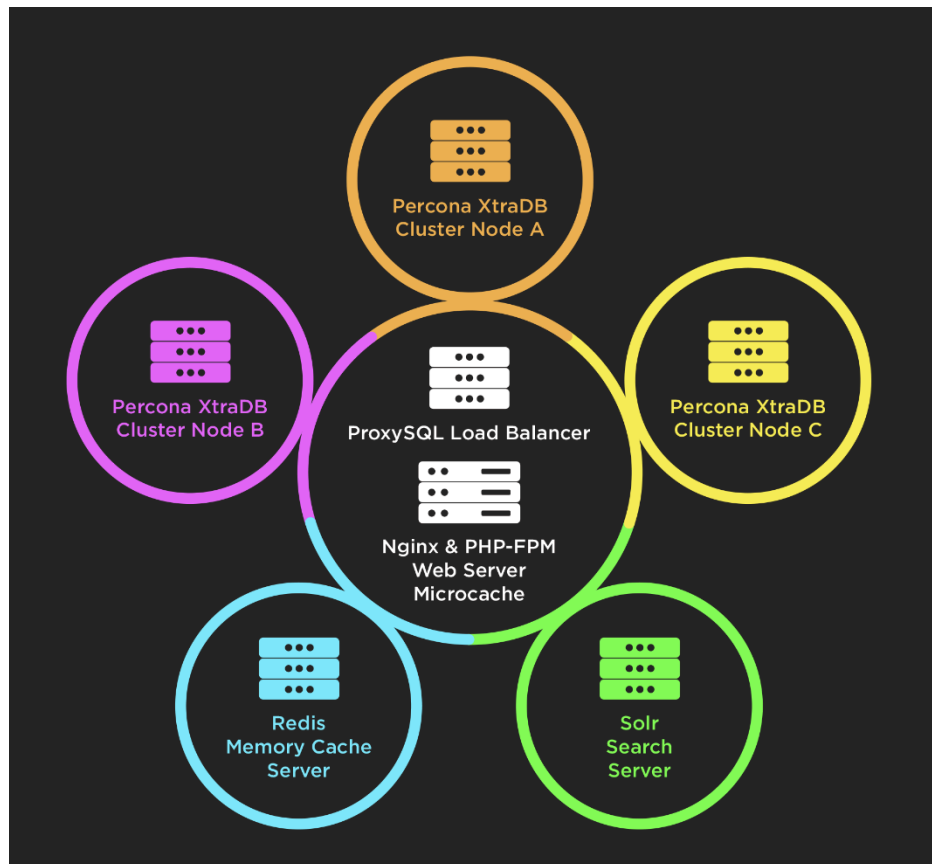 Percona XtraDB
Cluster Node A
Percona XtraDB
Cluster Node B
ProxySQL Load Balancer
Nginx & PHP-FPM
Web Server
Microcache
Percona XtraDB
Cluster Node C
Redis
Memory Cache
Server
Solr
Search
Server